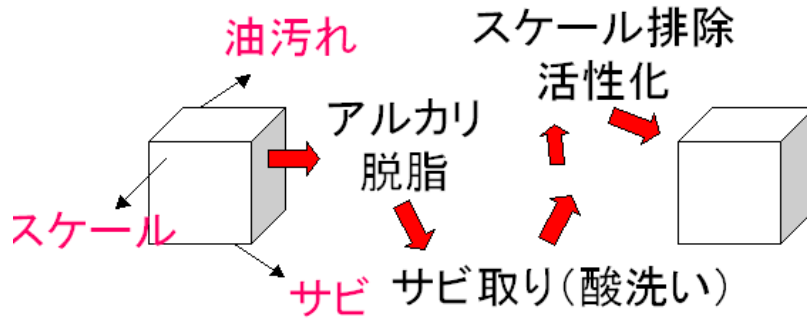 油汚れ
スケール
サビ
アルカリ
脱脂
サビ取り(酸洗い)
スケール排除
活性化